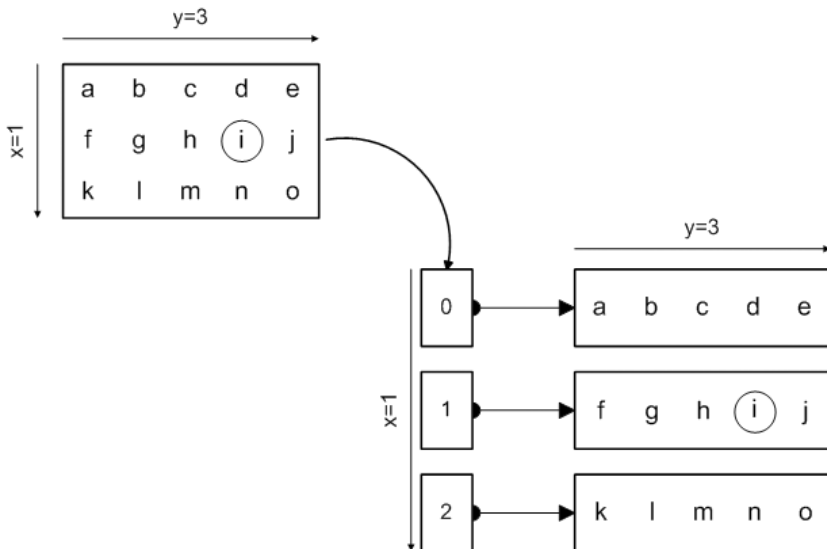 y=3
x=1
a b c d e
f g h i j
k l m n o
y=3
x=1
0 a b c d e
1 f g h i j
2 k l m n o